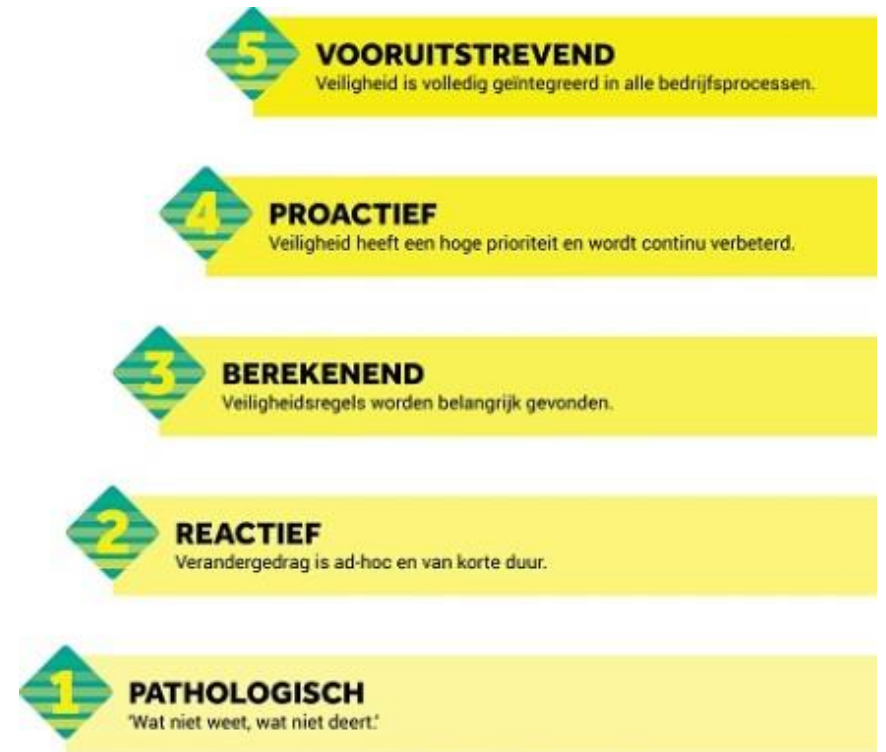 5
VOORUITSTREVEND
Veiligheid is volledig geïntegreerd in alle bedrijfsprocessen.
4
PROACTIEF
Veiligheid heeft een hoge prioriteit en wordt continu verbeterd.
3
BEREKENEND
Veiligheidsregels worden belangrijk gevonden.
2
REACTIEF
Verandergedrag is ad-hoc en van korte duur.
1
PATHOLOGISCH
'Wat niet weet, wat niet deert.'